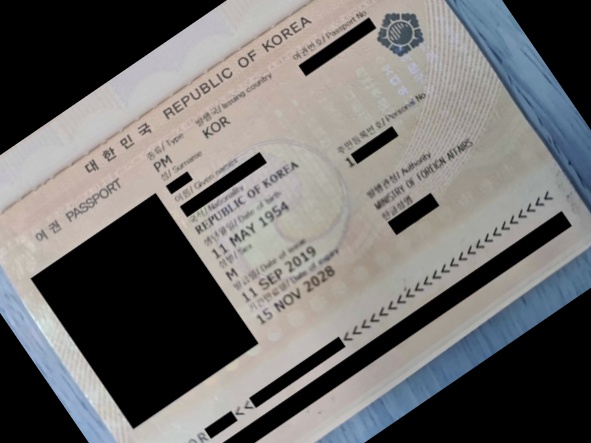 대한민국 REPUBLIC OF KOREA
여권 PASSPORT
종류/ Type
PM
발행국/ Issuing country
KOR
여권번호/ Passport No
성/ Surname
이름/ Given names
국적/ Nationality
REPUBLIC OF KOREA
생년월일/ Date of birth
11 MAY 1954
성별/ Sex
M
발급일/ Date of issue
11 SEP 2019
기간만료일/ Date of expiry
15 NOV 2028
주민등록번호/ Personal No
1
발행관청/ Authority
MINISTRY OF FOREIGN AFFAIRS
한글성명